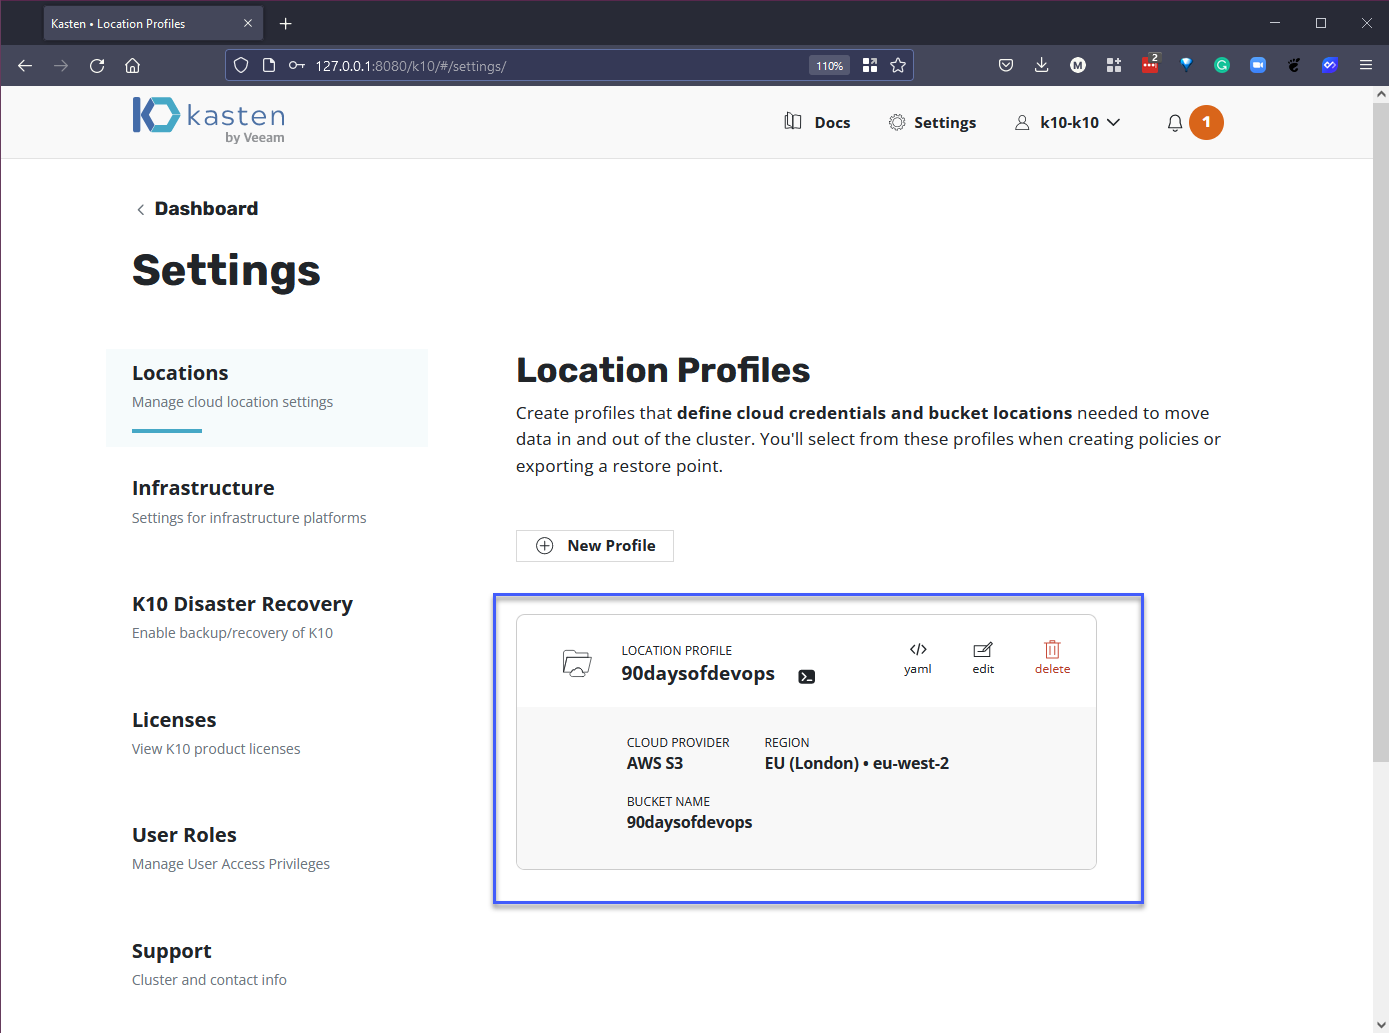 Kasten • Location Profiles
127.0.0.1:8080/k10/#/settings/
110%
M
2
G
kasten
by Veeam
Docs
Settings
k10-k10
1
Dashboard
Settings
Locations
Manage cloud location settings
Infrastructure
Settings for infrastructure platforms
K10 Disaster Recovery
Enable backup/recovery of K10
Licenses
View K10 product licenses
User Roles
Manage User Access Privileges
Support
Cluster and contact info
Location Profiles
Create profiles that define cloud credentials and bucket locations needed to move
data in and out of the cluster. You'll select from these profiles when creating policies or
exporting a restore point.
New Profile
LOCATION PROFILE
90daysofdevops
yaml
edit
delete
CLOUD PROVIDER
REGION
AWS S3
EU (London) • eu-west-2
BUCKET NAME
90daysofdevops